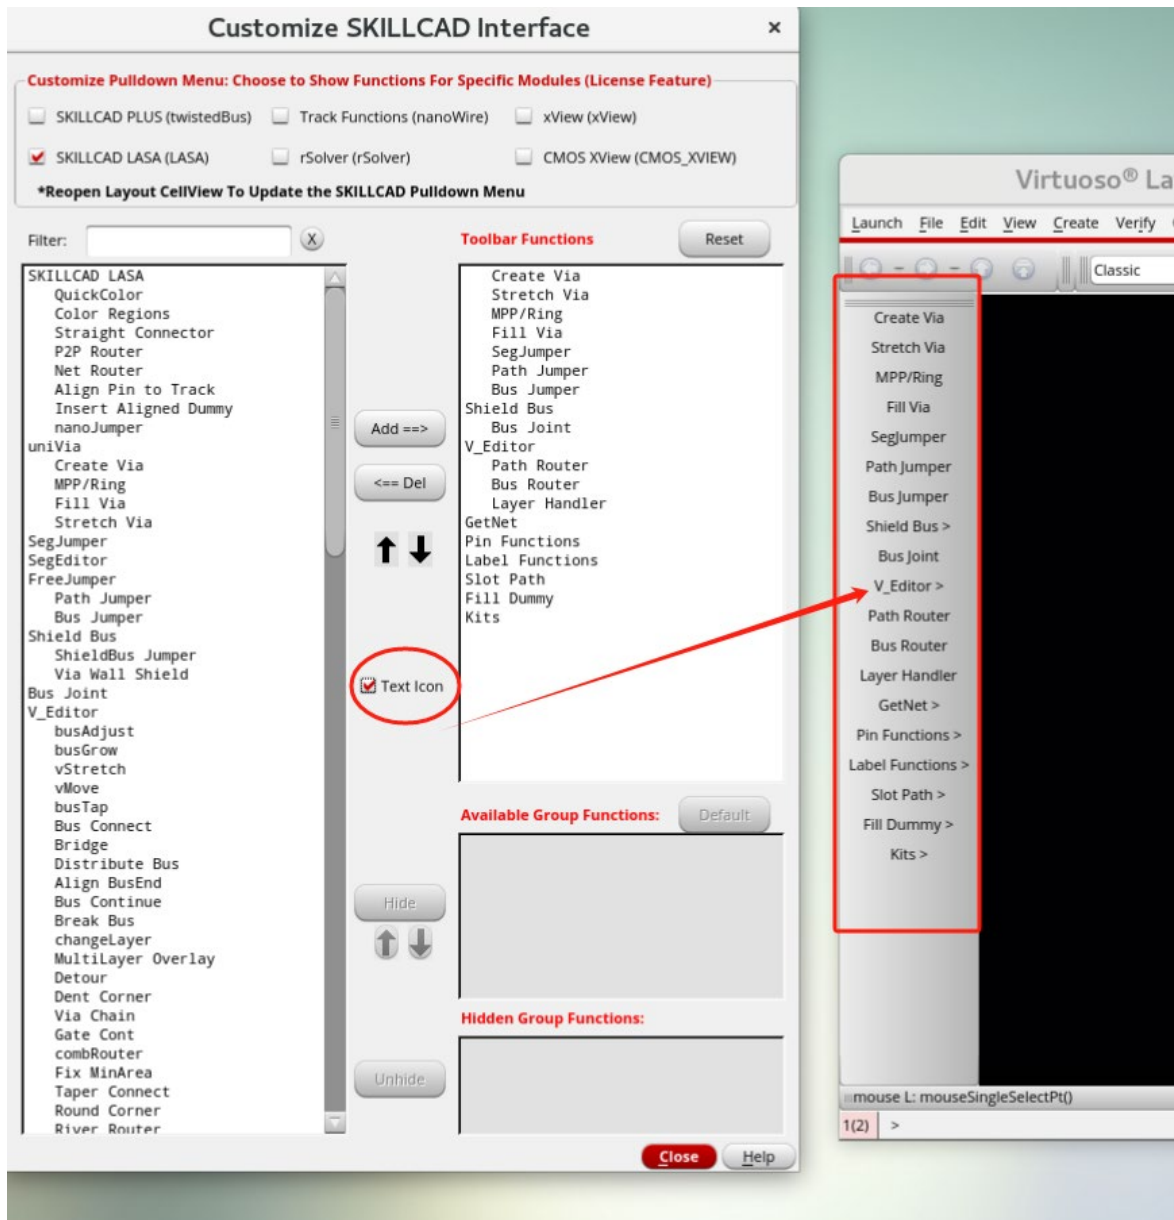 Customize SKILLCAD Interface
×
Customize Pulldown Menu: Choose to Show Functions For Specific Modules (License Feature)
SKILLCAD PLUS (twistedBus)
Track Functions (nanoWire)
xView (xView)
SKILLCAD LASA (LASA)
rSolver (rSolver)
CMOS XView (CMOS_XVIEW)
*Reopen Layout CellView To Update the SKILLCAD Pulldown Menu
Filter:
X
SKILLCAD LASA
QuickColor
Color Regions
Straight Connector
P2P Router
Net Router
Align Pin to Track
Insert Aligned Dummy
nanoJumper
uniVia
Create Via
MPP/Ring
Fill Via
Stretch Via
SegJumper
SegEditor
FreeJumper
Path Jumper
Bus Jumper
Shield Bus
ShieldBus Jumper
Via Wall Shield
Bus Joint
V_Editor
busAdjust
busGrow
vStretch
vMove
busTap
Bus Connect
Bridge
Distribute Bus
Align BusEnd
Bus Continue
Break Bus
changeLayer
MultiLayer Overlay
Detour
Dent Corner
Via Chain
Gate Cont
combRouter
Fix MinArea
Taper Connect
Round Corner
River Router
Add ==>
<== Del
Text Icon
Hide
Unhide
Toolbar Functions
Reset
Create Via
Stretch Via
MPP/Ring
Fill Via
SegJumper
Path Jumper
Bus Jumper
Shield Bus
Bus Joint
V_Editor
Path Router
Bus Router
Layer Handler
GetNet
Pin Functions
Label Functions
Slot Path
Fill Dummy
Kits
Available Group Functions:
Default
Hidden Group Functions:
Close
Help
Virtuoso® La
Launch File Edit View Create Verify
Classic
Create Via
Stretch Via
MPP/Ring
Fill Via
SegJumper
Path Jumper
Bus Jumper
Shield Bus >
Bus Joint
V_Editor >
Path Router
Bus Router
Layer Handler
GetNet >
Pin Functions >
Label Functions >
Slot Path >
Fill Dummy >
Kits >
mouse L: mouseSingleSelectPt()
1(2) >